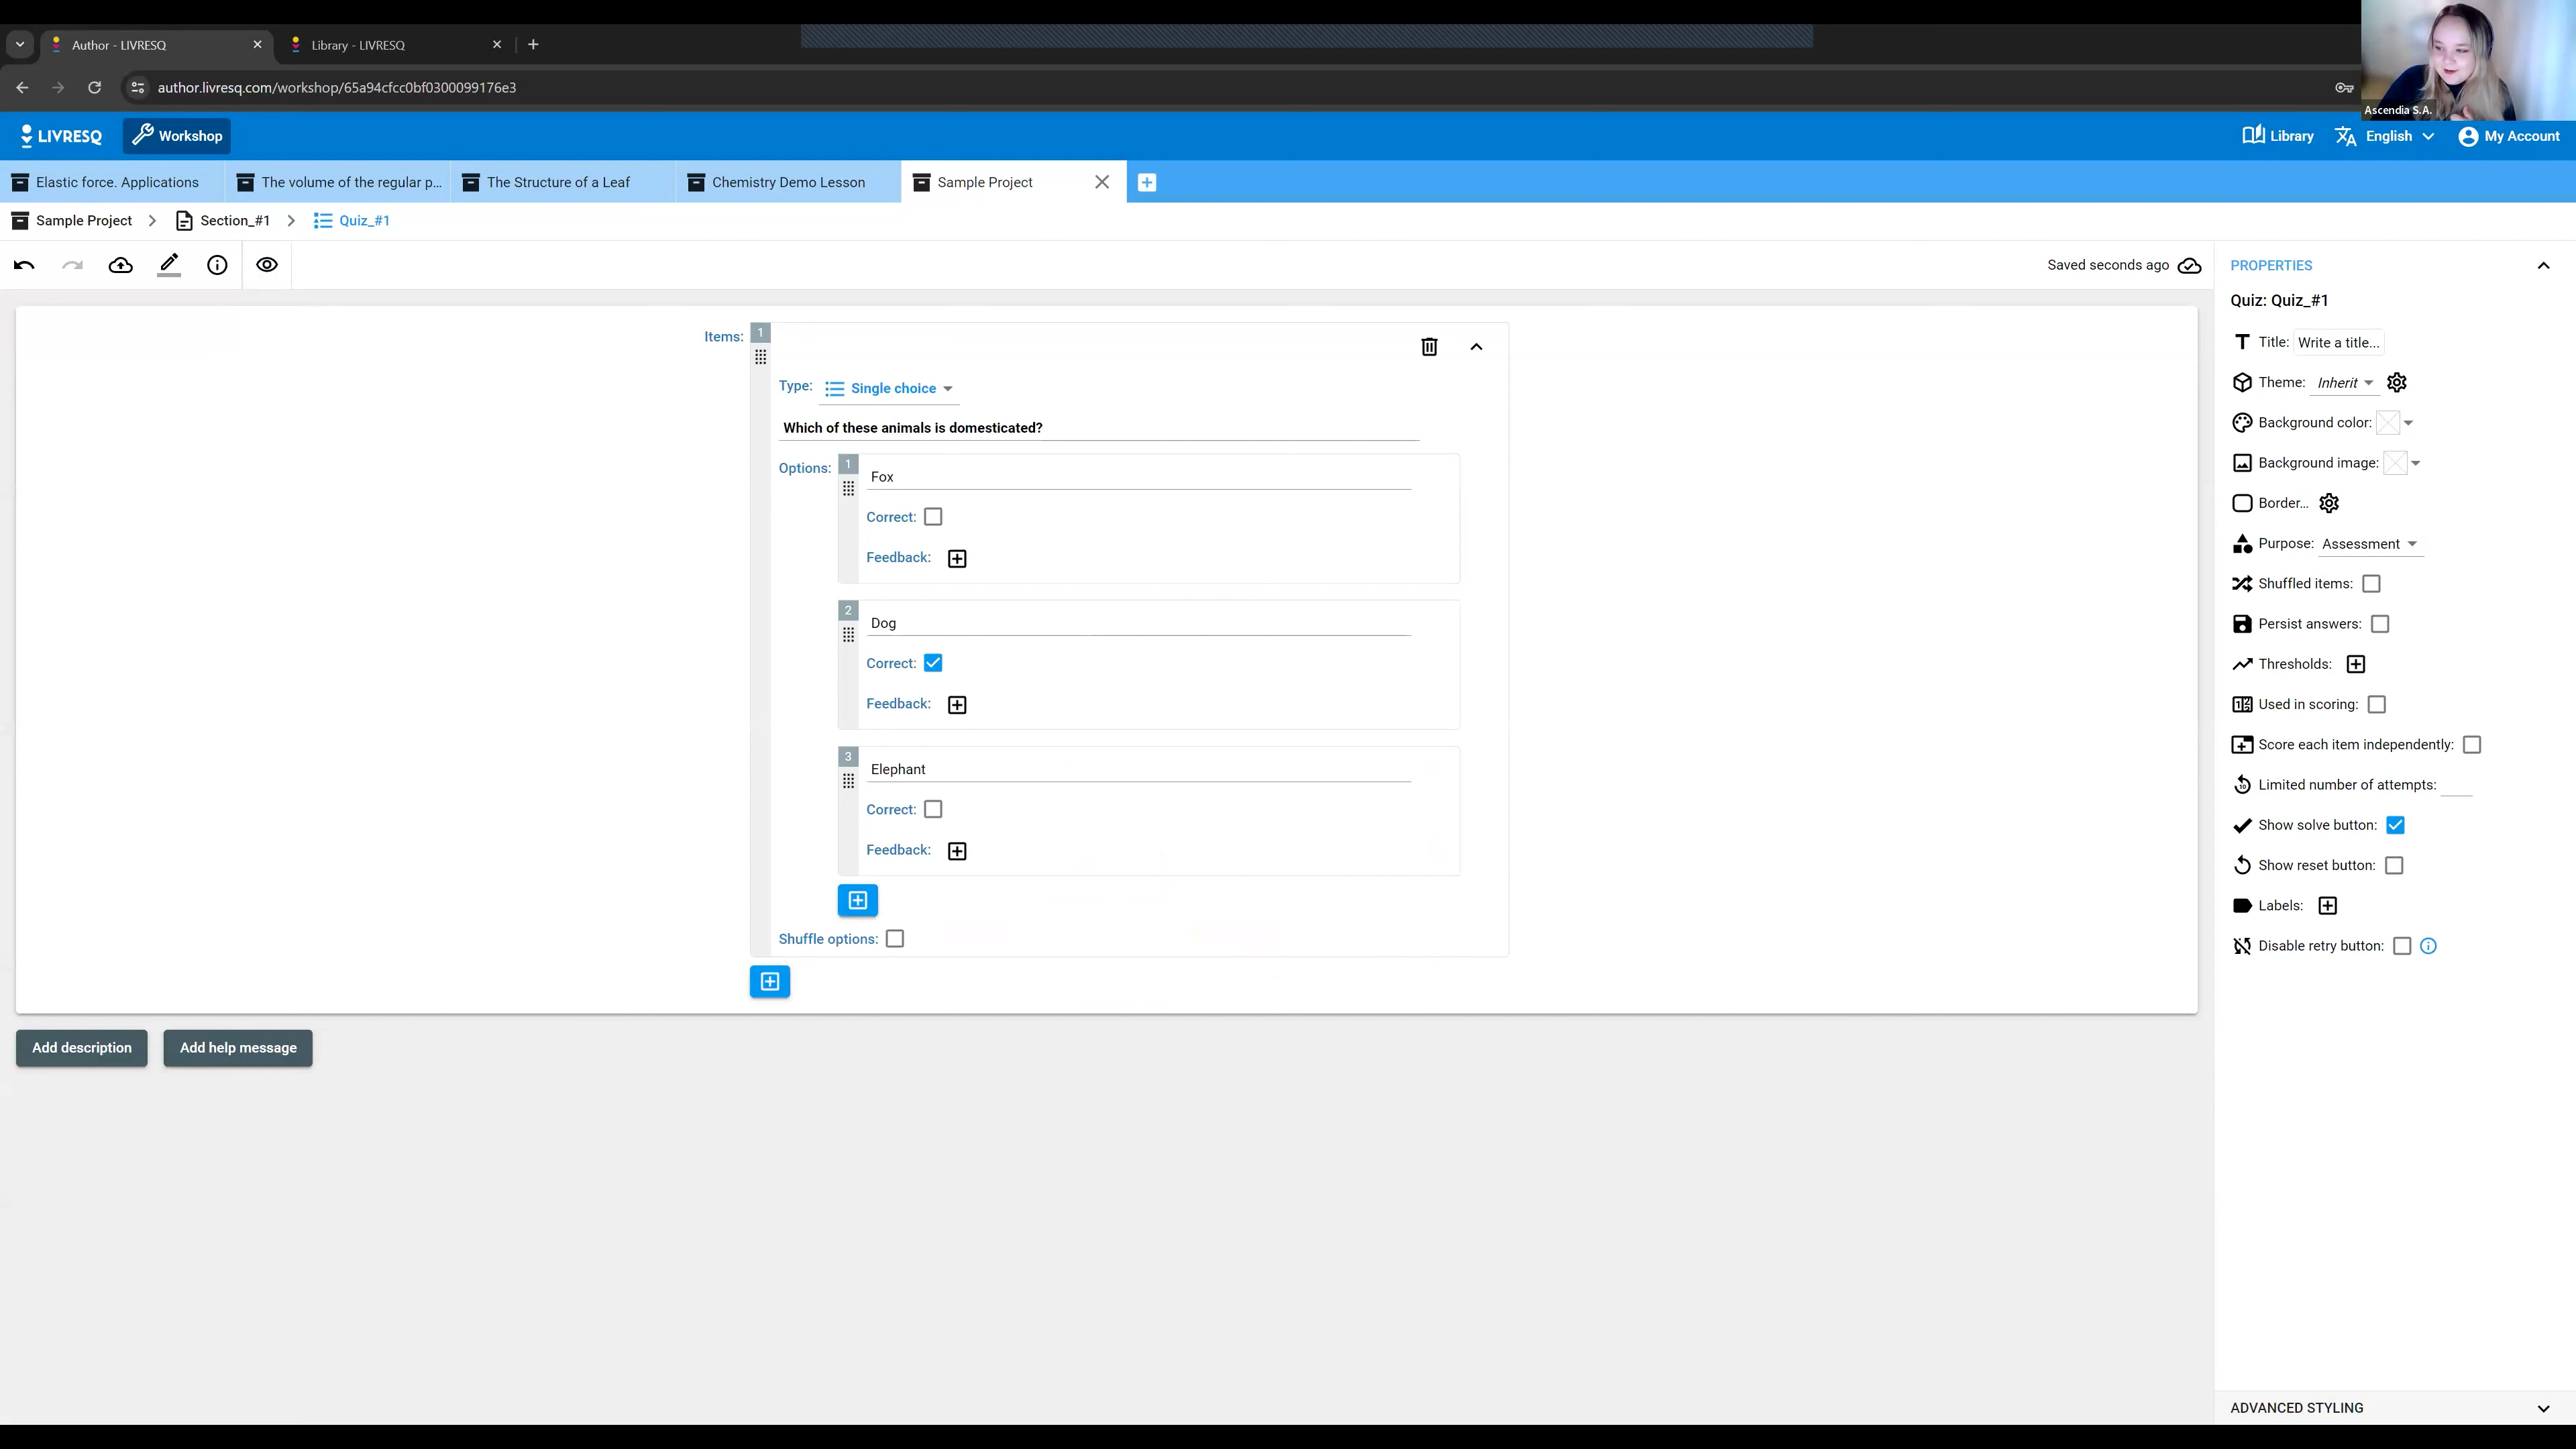 Author - LIVRESQ
Library - LIVRESQ
author.livresq.com/workshop/65a94cfcc0bf0300099176e3
Ascendia S.A.
LIVRESQ
Workshop
Library
English
My Account
Elastic force. Applications
The volume of the regular p...
The Structure of a Leaf
Chemistry Demo Lesson
Sample Project
Sample Project
Section_#1
Quiz_#1
Saved seconds ago
PROPERTIES
Quiz: Quiz_#1
Title: Write a title...
Theme: Inherit
Background color:
Background image:
Border...
Purpose: Assessment
Shuffled items:
Persist answers:
Thresholds:
Used in scoring:
Score each item independently:
Limited number of attempts:
Show solve button:
Show reset button:
Labels:
Disable retry button:
Items: 1
Type: Single choice
Which of these animals is domesticated?
Options: 1
Fox
Correct:
Feedback:
2
Dog
Correct:
Feedback:
3
Elephant
Correct:
Feedback:
Shuffle options:
Add description
Add help message
ADVANCED STYLING